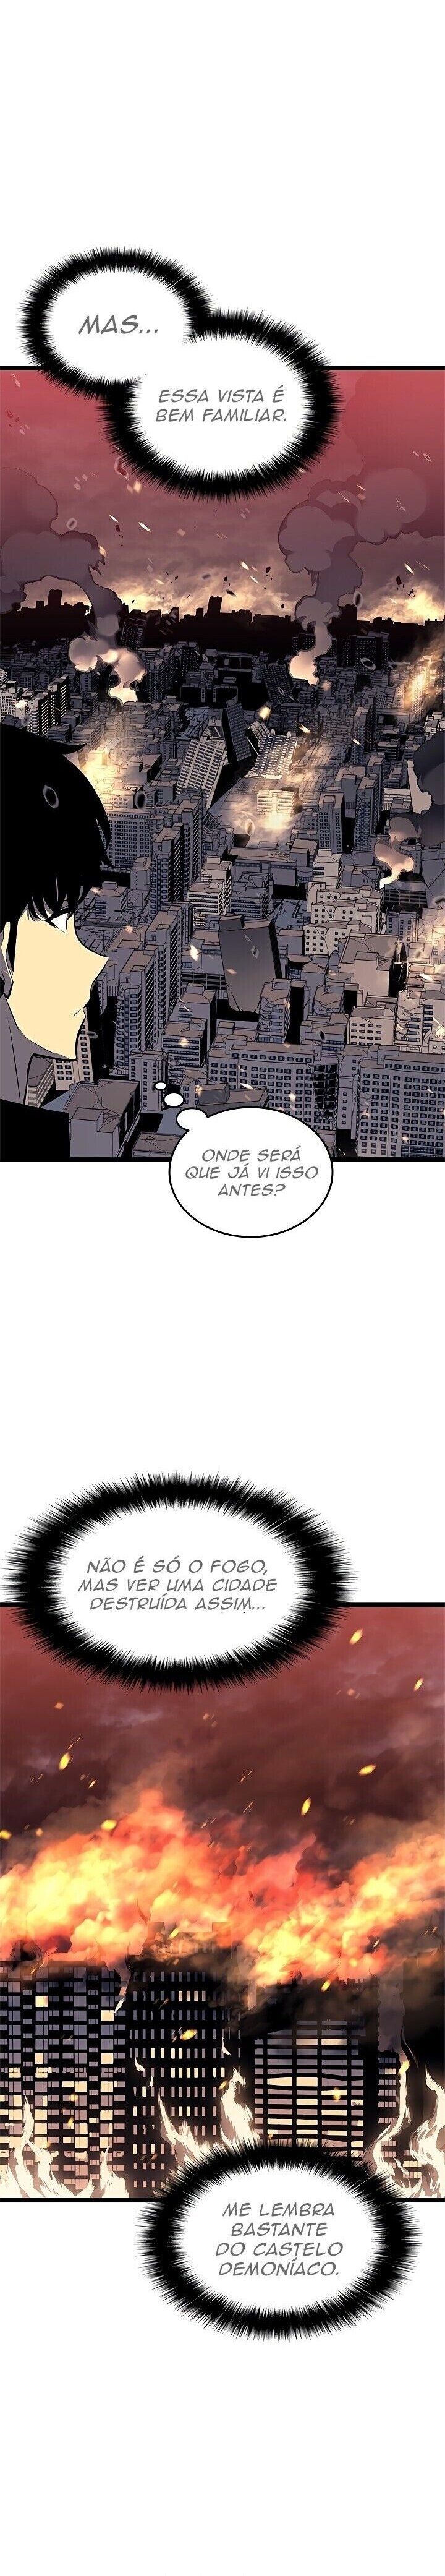 MAS...
ESSA VISTA É
BEM FAMILIAR.
ONDE SERÁ
QUE JÁ VI ISSO
ANTES?
NÃO É SÓ O FOGO,
MAS VER UMA CIDADE
DESTRUÍDA ASSIM...
ME LEMBRA
BASTANTE
DO CASTELO
DEMONÍACO.